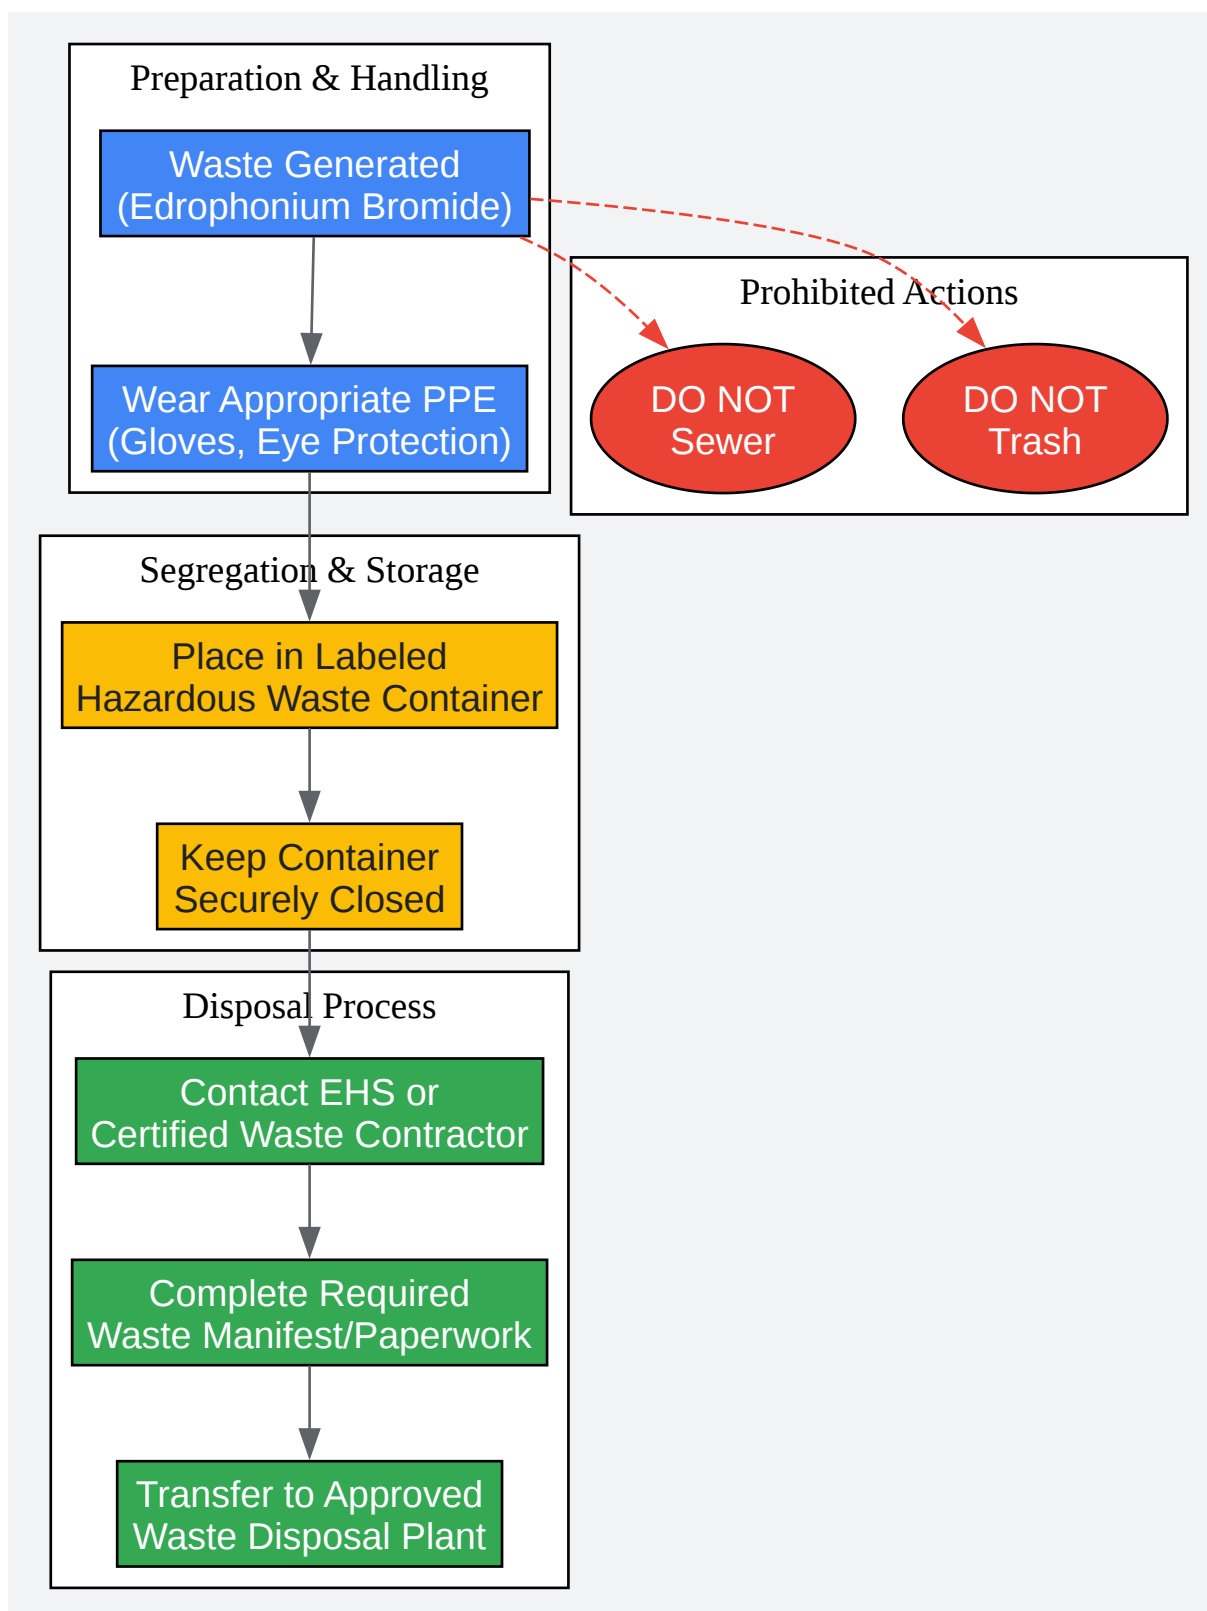 Preparation & Handling
Waste Generated
(Edrophonium Bromide)
Wear Appropriate PPE
(Gloves, Eye Protection)
Prohibited Actions
DO NOT
Sewer
DO NOT
Trash
Segregation & Storage
Place in Labeled
Hazardous Waste Container
Keep Container
Securely Closed
Disposal Process
Contact EHS or
Certified Waste Contractor
Complete Required
Waste Manifest/Paperwork
Transfer to Approved
Waste Disposal Plant